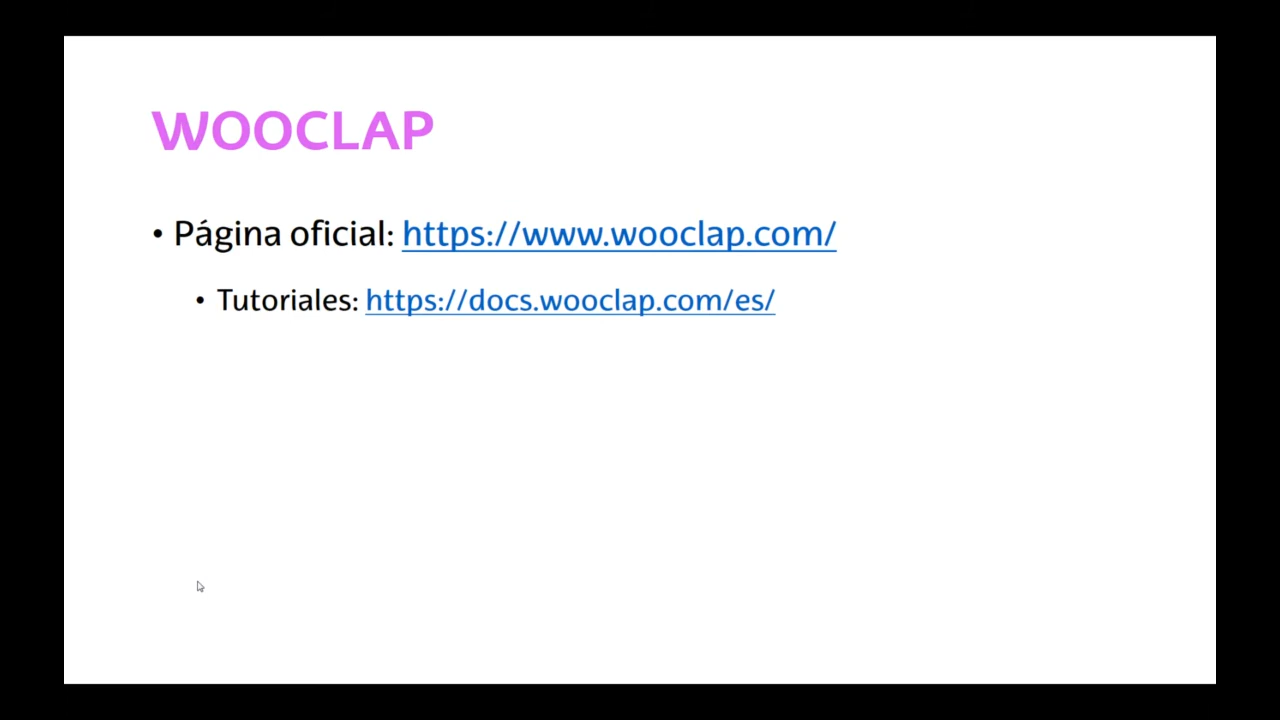 WOOCLAP
• Página oficial: https://www.wooclap.com/
• Tutoriales: https://docs.wooclap.com/es/